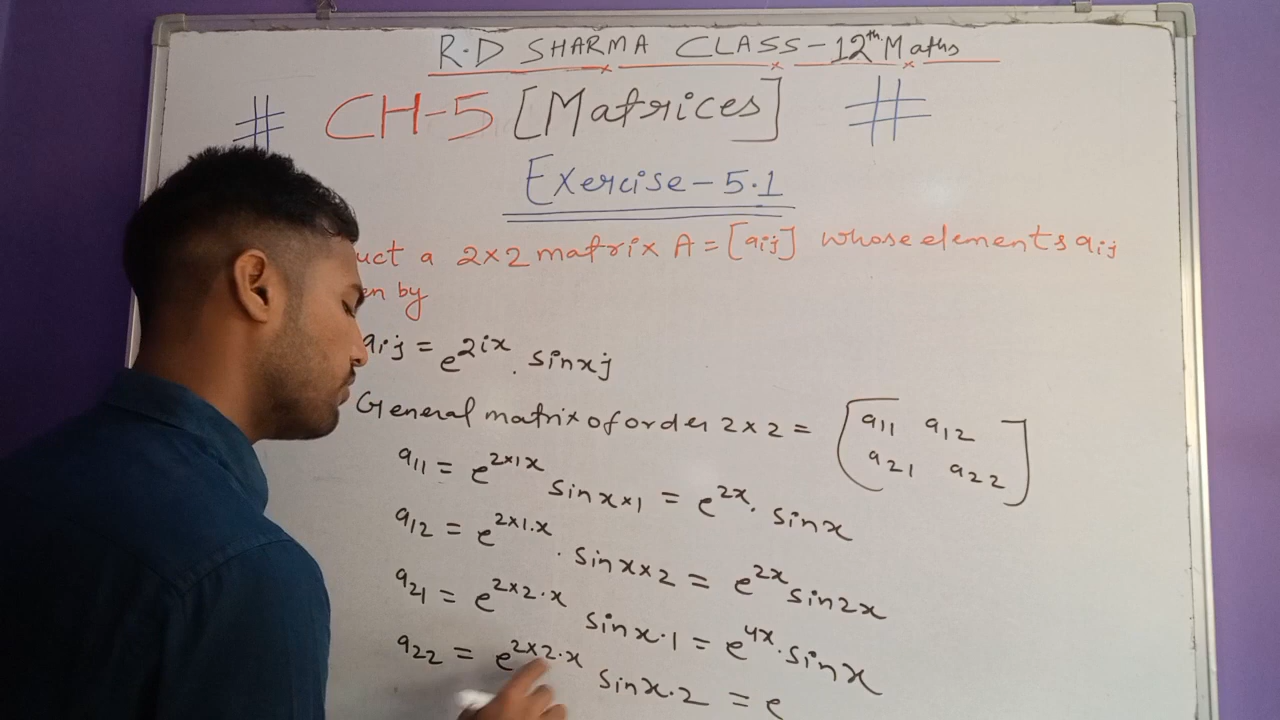 R.D SHARMA CLASS-12th Maths
# CH-5 [Matrices] #
Exercise-5.1
uct a 2×2 matrix A = [aij] whose elements aij
en by
aij = e^2ix . sinxj
General matrix of order 2×2 = [a11 a12
a21 a22]
a11 = e^2×1x sinx×1 = e^2x. sinx
a12 = e^2×1.x . sinx×2 = e^2x sin2x
a21 = e^2×2.x sinx.1 = e^4x. sinx
a22 = e^2×2.x sinx.2 = e